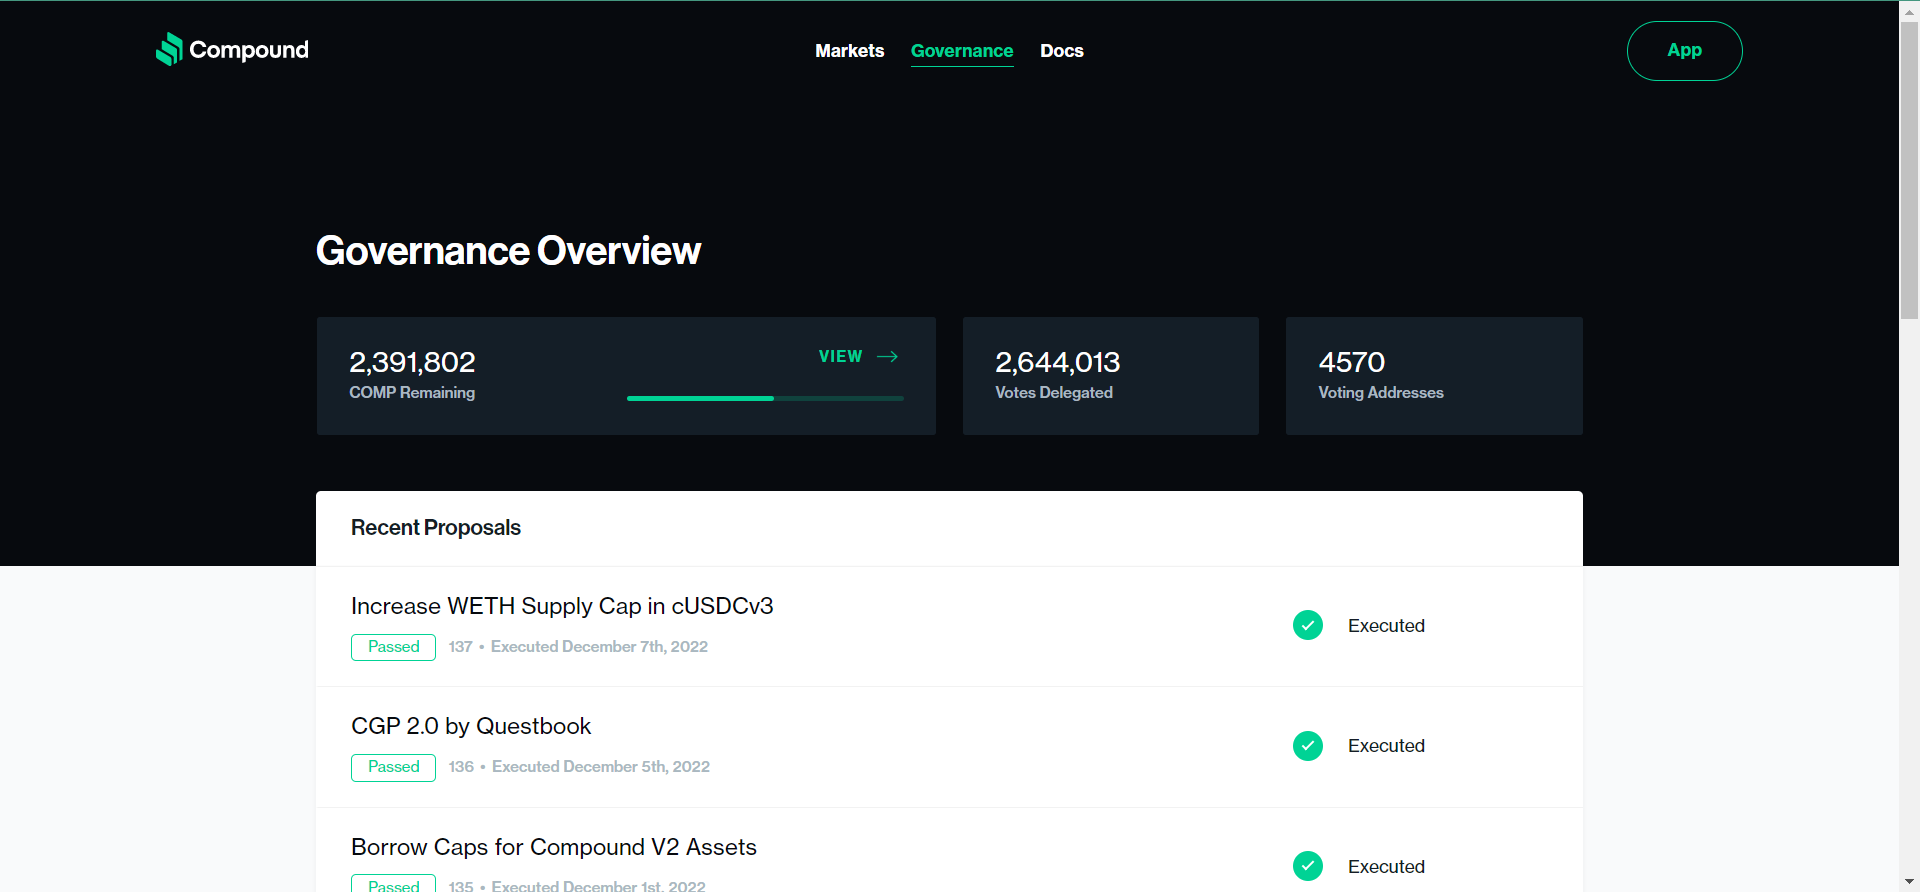 Compound
Markets Governance Docs
App
Governance Overview
2,391,802
COMP Remaining
VIEW
2,644,013
Votes Delegated
4570
Voting Addresses
Recent Proposals
Increase WETH Supply Cap in cUSDCv3
Passed 137 • Executed December 7th, 2022
Executed
CGP 2.0 by Questbook
Passed 136 • Executed December 5th, 2022
Executed
Borrow Caps for Compound V2 Assets
Passed 135 • Executed December 1st, 2022
Executed